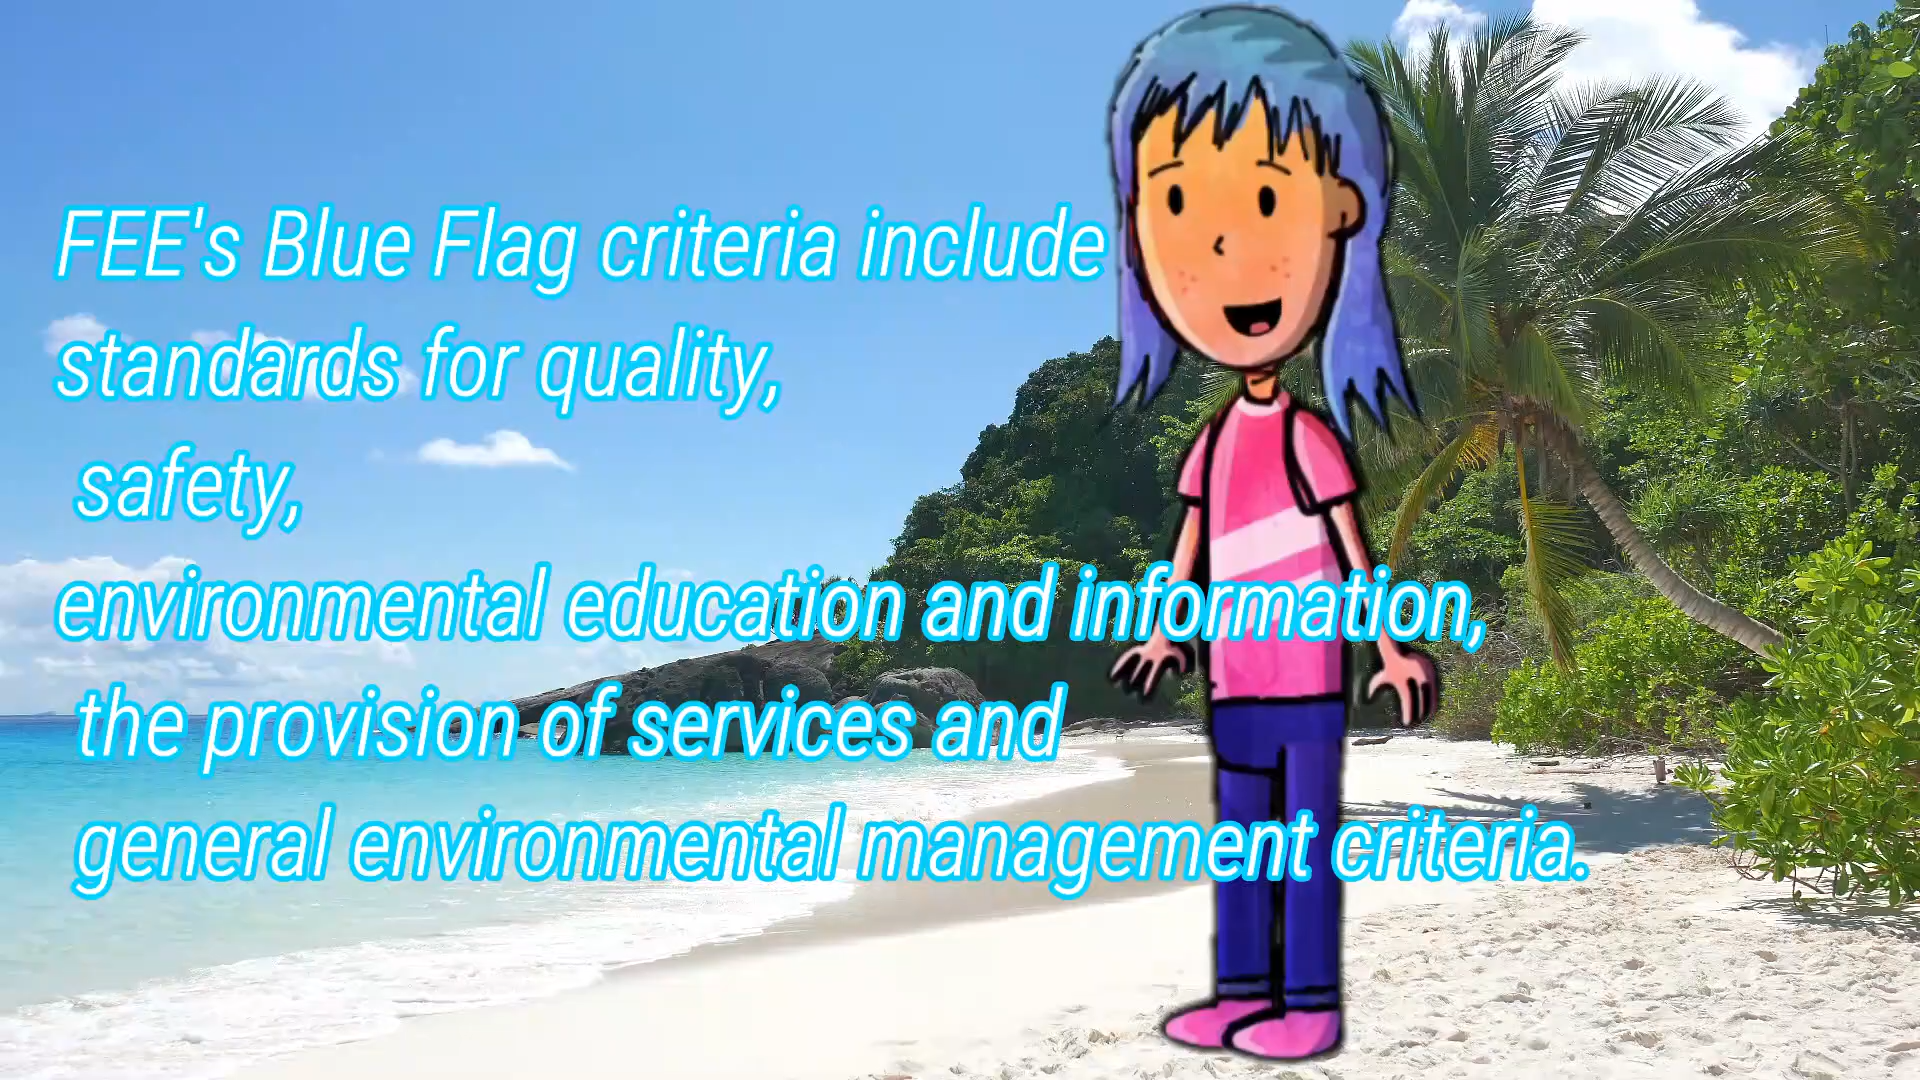 FEE's Blue Flag criteria include
standards for quality,
safety,
environmental education and information,
the provision of services and
general environmental management criteria.